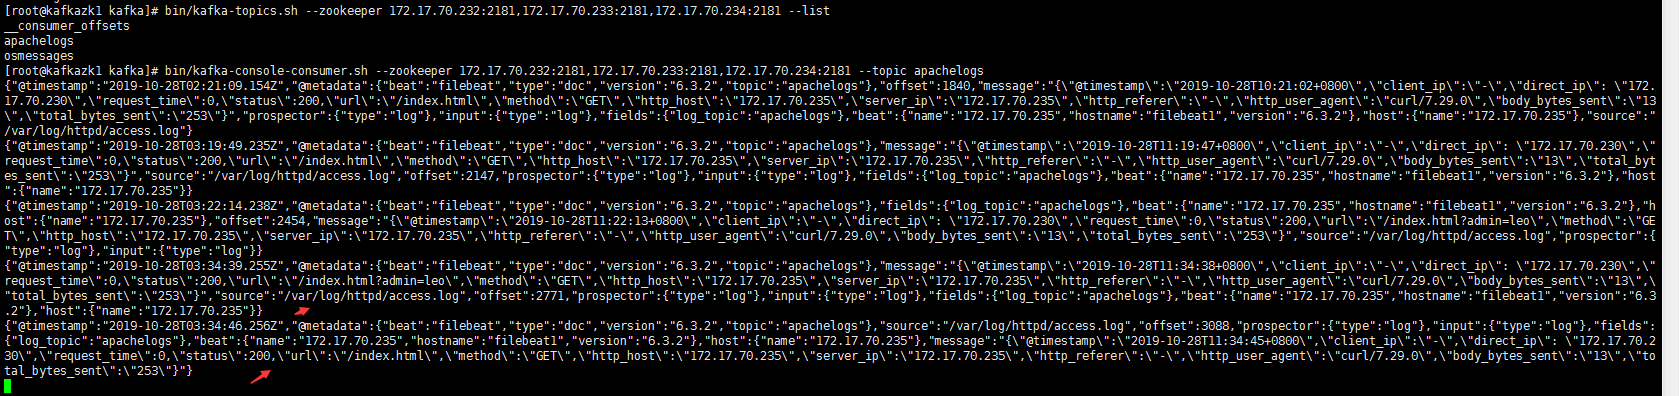 [root@kafkazk1 kafka]# bin/kafka-topics.sh --zookeeper 172.17.70.232:2181,172.17.70.233:2181,172.17.70.234:2181 --list
__consumer_offsets
apachelogs
osmessages
[root@kafkazk1 kafka]# bin/kafka-console-consumer.sh --zookeeper 172.17.70.232:2181,172.17.70.233:2181,172.17.70.234:2181 --topic apachelogs
{"@timestamp":"2019-10-28T02:21:09.154Z","@metadata":{"beat":"filebeat","type":"doc","version":"6.3.2","topic":"apachelogs"},"offset":1840,"message":"{\"@timestamp\":\"2019-10-28T10:21:02+0800\",\"client_ip\":\"-\",\"direct_ip\": \"172.
17.70.230\",\"request_time\":0,\"status\":200,\"url\":\"/index.html\",\"method\":\"GET\",\"http_host\":\"172.17.70.235\",\"server_ip\":\"172.17.70.235\",\"http_referer\":\"-\",\"http_user_agent\":\"curl/7.29.0\",\"body_bytes_sent\":\"13
\",\"total_bytes_sent\":\"253\"}","prospector":{"type":"log"},"input":{"type":"log"},"fields":{"log_topic":"apachelogs"},"beat":{"name":"172.17.70.235","hostname":"filebeat1","version":"6.3.2"},"host":{"name":"172.17.70.235"},"source":"
/var/log/httpd/access.log"}
{"@timestamp":"2019-10-28T03:19:49.235Z","@metadata":{"beat":"filebeat","type":"doc","version":"6.3.2","topic":"apachelogs"},"message":"{\"@timestamp\":\"2019-10-28T11:19:47+0800\",\"client_ip\":\"-\",\"direct_ip\": \"172.17.70.230\",\"
request_time\":0,\"status\":200,\"url\":\"/index.html\",\"method\":\"GET\",\"http_host\":\"172.17.70.235\",\"server_ip\":\"172.17.70.235\",\"http_referer\":\"-\",\"http_user_agent\":\"curl/7.29.0\",\"body_bytes_sent\":\"13\",\"total_byt
es_sent\":\"253\"}","source":"/var/log/httpd/access.log","offset":2147,"prospector":{"type":"log"},"input":{"type":"log"},"fields":{"log_topic":"apachelogs"},"beat":{"name":"172.17.70.235","hostname":"filebeat1","version":"6.3.2"},"host
":{"name":"172.17.70.235"}}
{"@timestamp":"2019-10-28T03:22:14.238Z","@metadata":{"beat":"filebeat","type":"doc","version":"6.3.2","topic":"apachelogs"},"fields":{"log_topic":"apachelogs"},"beat":{"name":"172.17.70.235","hostname":"filebeat1","version":"6.3.2"},"h
ost":{"name":"172.17.70.235"},"offset":2454,"message":"{\"@timestamp\":\"2019-10-28T11:22:13+0800\",\"client_ip\":\"-\",\"direct_ip\": \"172.17.70.230\",\"request_time\":0,\"status\":200,\"url\":\"/index.html?admin=leo\",\"method\":\"GE
T\",\"http_host\":\"172.17.70.235\",\"server_ip\":\"172.17.70.235\",\"http_referer\":\"-\",\"http_user_agent\":\"curl/7.29.0\",\"body_bytes_sent\":\"13\",\"total_bytes_sent\":\"253\"}","source":"/var/log/httpd/access.log","prospector":{
"type":"log"},"input":{"type":"log"}}
{"@timestamp":"2019-10-28T03:34:39.255Z","@metadata":{"beat":"filebeat","type":"doc","version":"6.3.2","topic":"apachelogs"},"message":"{\"@timestamp\":\"2019-10-28T11:34:38+0800\",\"client_ip\":\"-\",\"direct_ip\": \"172.17.70.230\",\"
request_time\":0,\"status\":200,\"url\":\"/index.html?admin=leo\",\"method\":\"GET\",\"http_host\":\"172.17.70.235\",\"server_ip\":\"172.17.70.235\",\"http_referer\":\"-\",\"http_user_agent\":\"curl/7.29.0\",\"body_bytes_sent\":\"13\",\
"total_bytes_sent\":\"253\"}","source":"/var/log/httpd/access.log","offset":2771,"prospector":{"type":"log"},"input":{"type":"log"},"fields":{"log_topic":"apachelogs"},"beat":{"name":"172.17.70.235","hostname":"filebeat1","version":"6.3
.2"},"host":{"name":"172.17.70.235"}}
{"@timestamp":"2019-10-28T03:34:46.256Z","@metadata":{"beat":"filebeat","type":"doc","version":"6.3.2","topic":"apachelogs"},"source":"/var/log/httpd/access.log","offset":3088,"prospector":{"type":"log"},"input":{"type":"log"},"fields":
{"log_topic":"apachelogs"},"beat":{"name":"172.17.70.235","hostname":"filebeat1","version":"6.3.2"},"host":{"name":"172.17.70.235"},"message":"{\"@timestamp\":\"2019-10-28T11:34:45+0800\",\"client_ip\":\"-\",\"direct_ip\": \"172.17.70.2
30\",\"request_time\":0,\"status\":200,\"url\":\"/index.html\",\"method\":\"GET\",\"http_host\":\"172.17.70.235\",\"server_ip\":\"172.17.70.235\",\"http_referer\":\"-\",\"http_user_agent\":\"curl/7.29.0\",\"body_bytes_sent\":\"13\",\"to
tal_bytes_sent\":\"253\"}"}